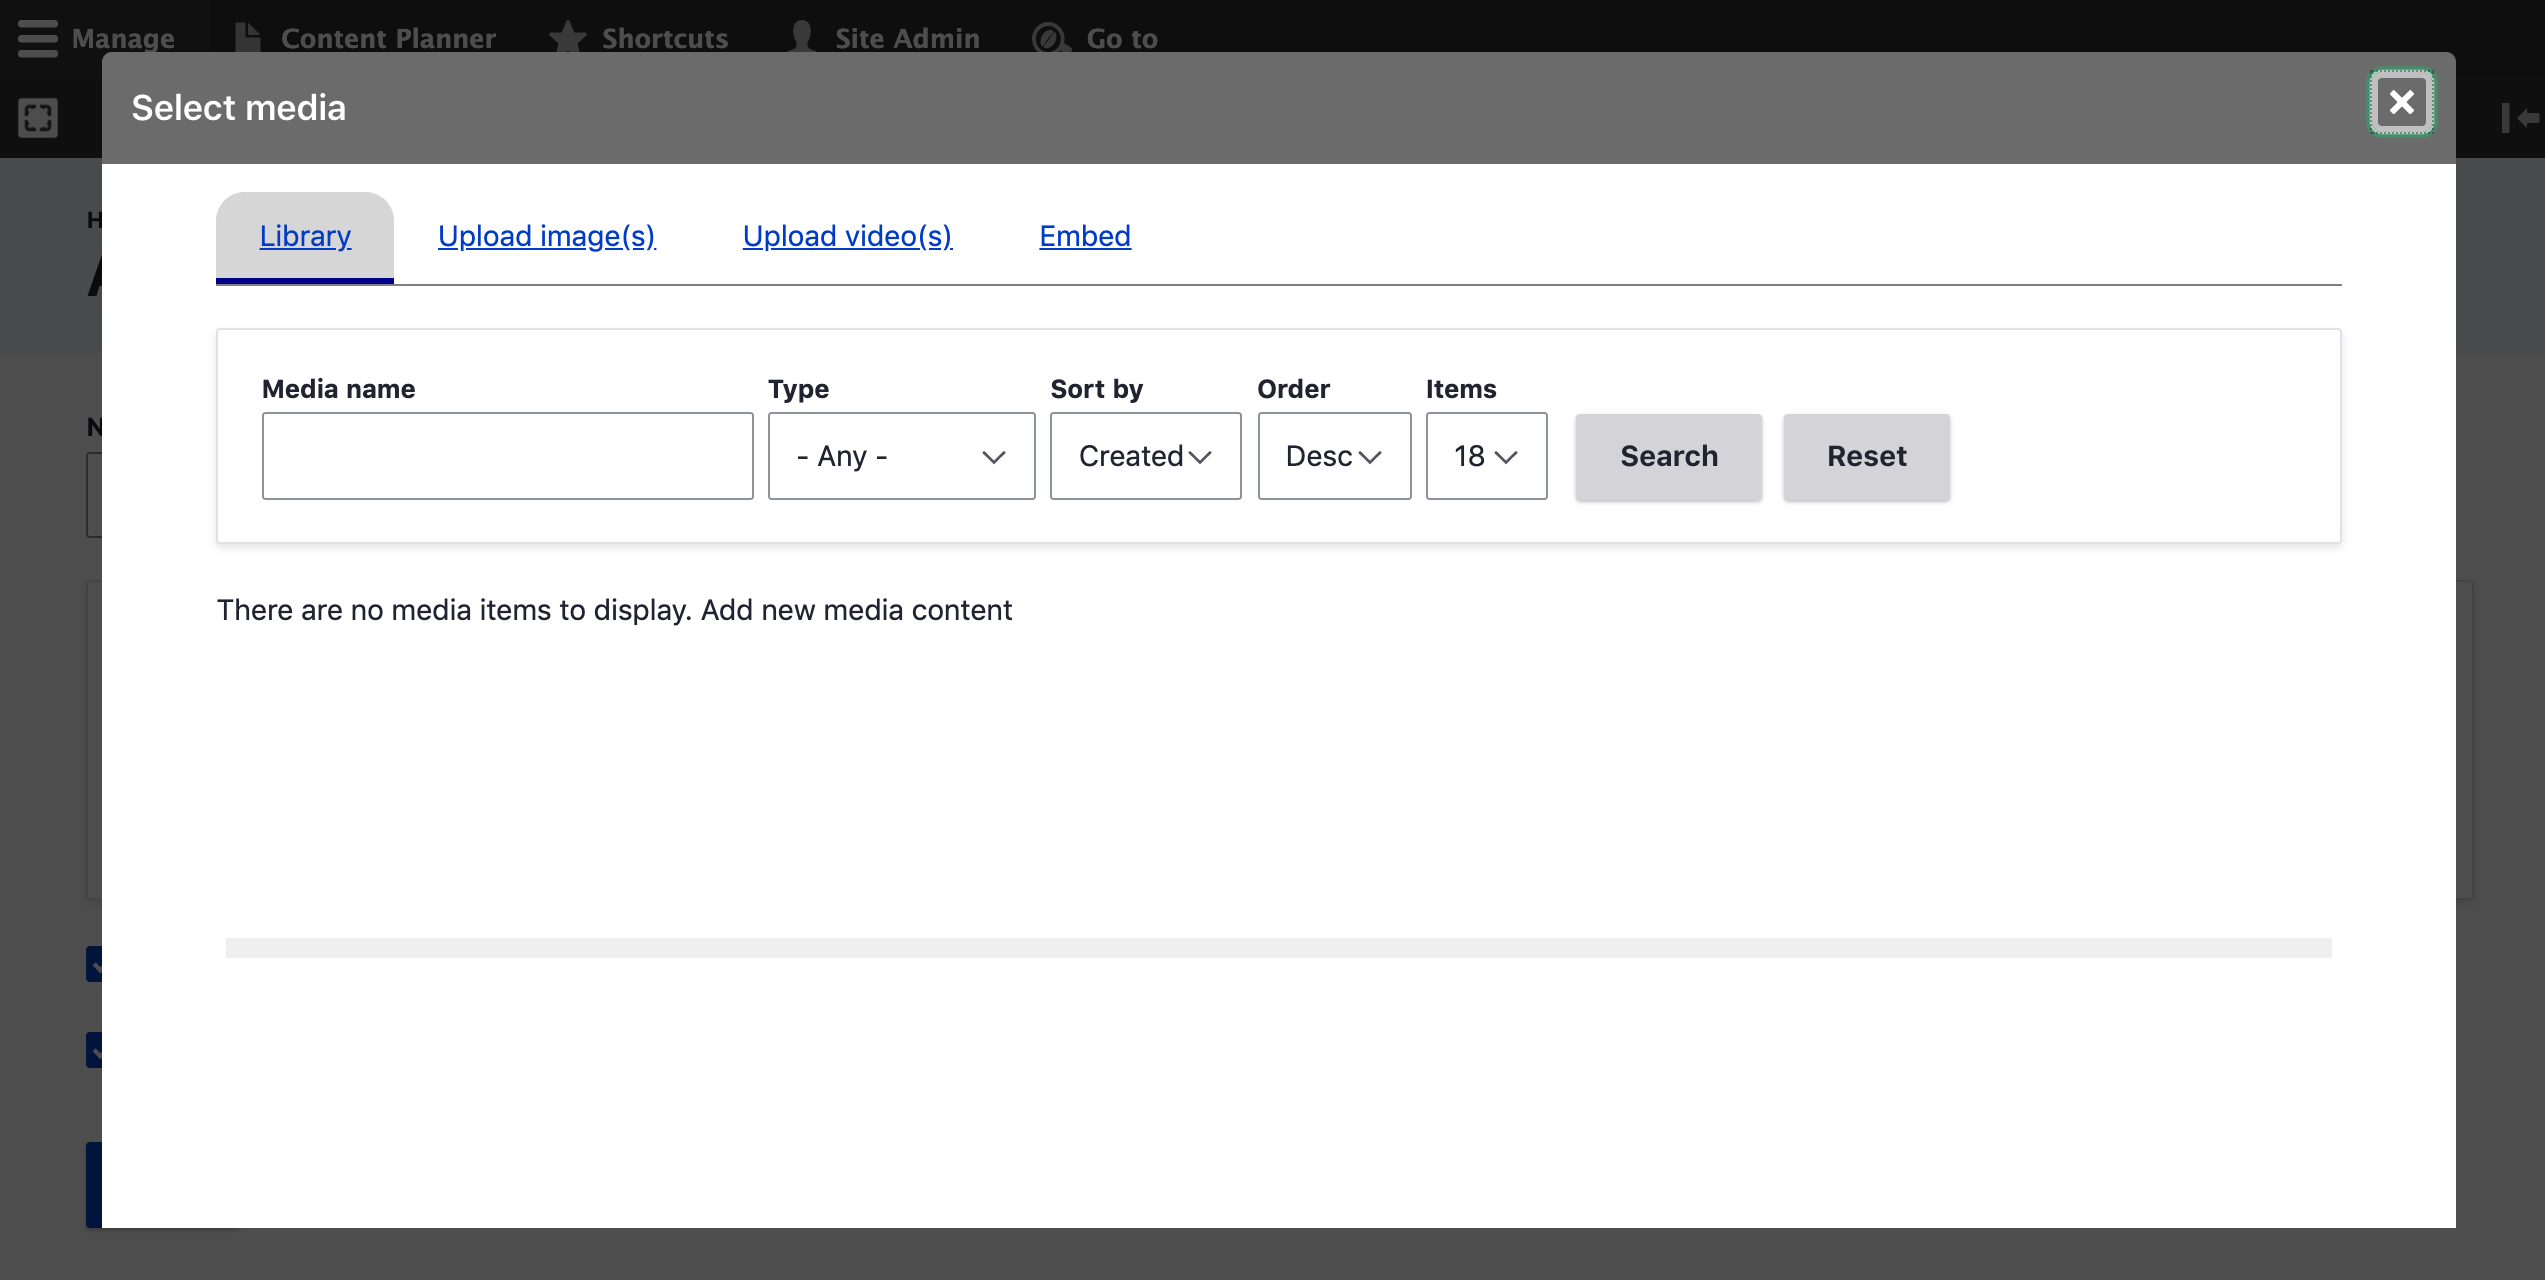 Manage Content Planner Shortcuts Site Admin Go to
Select media
Library Upload image(s) Upload video(s) Embed
Media name Type Sort by Order Items
- Any - Created Desc 18 Search Reset
There are no media items to display. Add new media content